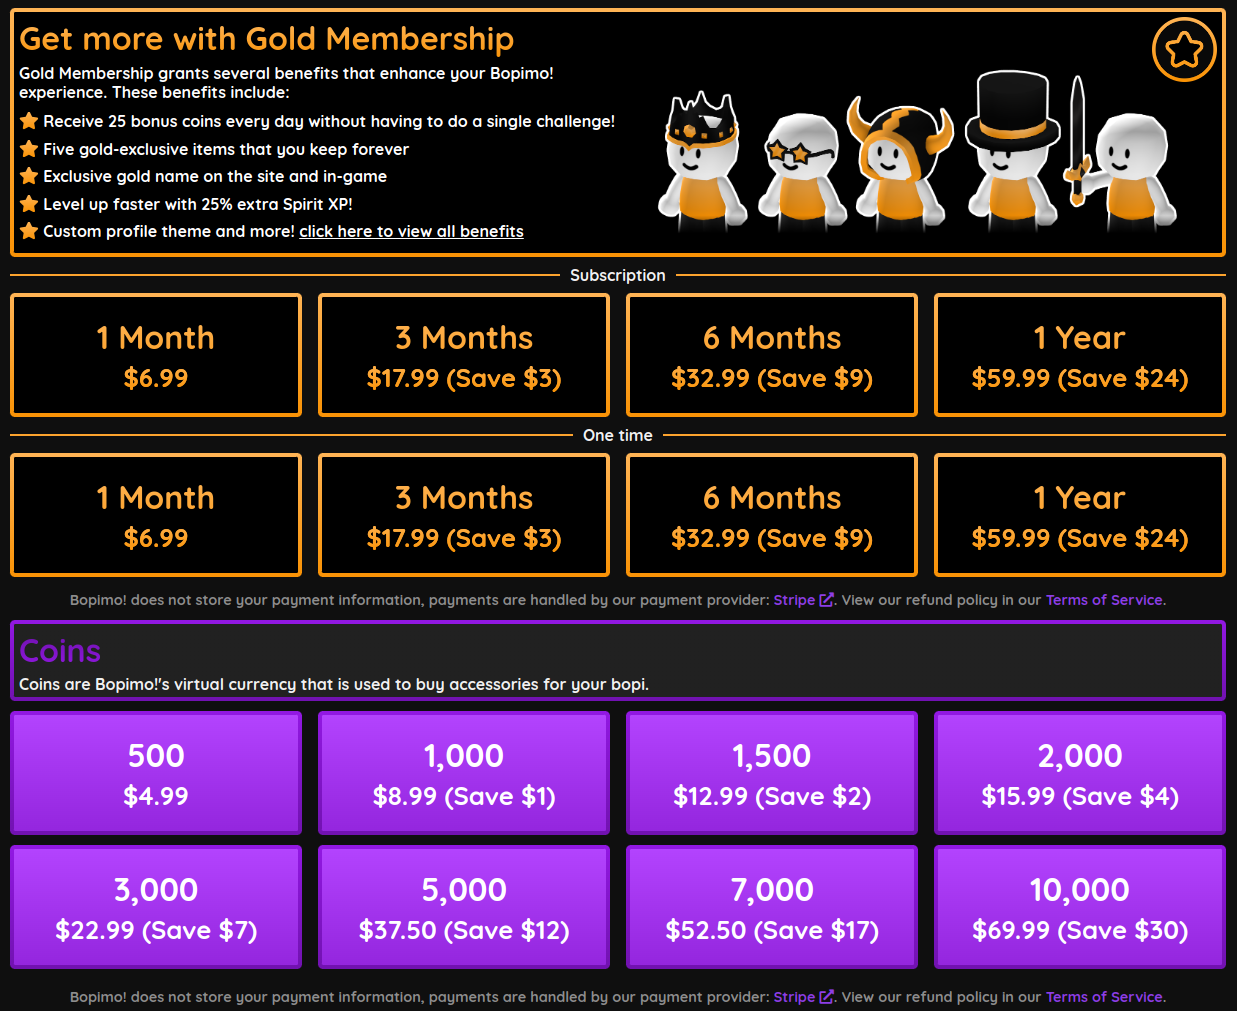 Get more with Gold Membership
Gold Membership grants several benefits that enhance your Bopimo!
experience. These benefits include:
Receive 25 bonus coins every day without having to do a single challenge!
Five gold-exclusive items that you keep forever
Exclusive gold name on the site and in-game
Level up faster with 25% extra Spirit XP!
Custom profile theme and more! click here to view all benefits
Subscription
1 Month
$6.99
3 Months
$17.99 (Save $3)
6 Months
$32.99 (Save $9)
1 Year
$59.99 (Save $24)
One time
1 Month
$6.99
3 Months
$17.99 (Save $3)
6 Months
$32.99 (Save $9)
1 Year
$59.99 (Save $24)
Bopimo! does not store your payment information, payments are handled by our payment provider: Stripe. View our refund policy in our Terms of Service.
Coins
Coins are Bopimo!'s virtual currency that is used to buy accessories for your bopi.
500
$4.99
1,000
$8.99 (Save $1)
1,500
$12.99 (Save $2)
2,000
$15.99 (Save $4)
3,000
$22.99 (Save $7)
5,000
$37.50 (Save $12)
7,000
$52.50 (Save $17)
10,000
$69.99 (Save $30)
Bopimo! does not store your payment information, payments are handled by our payment provider: Stripe. View our refund policy in our Terms of Service.